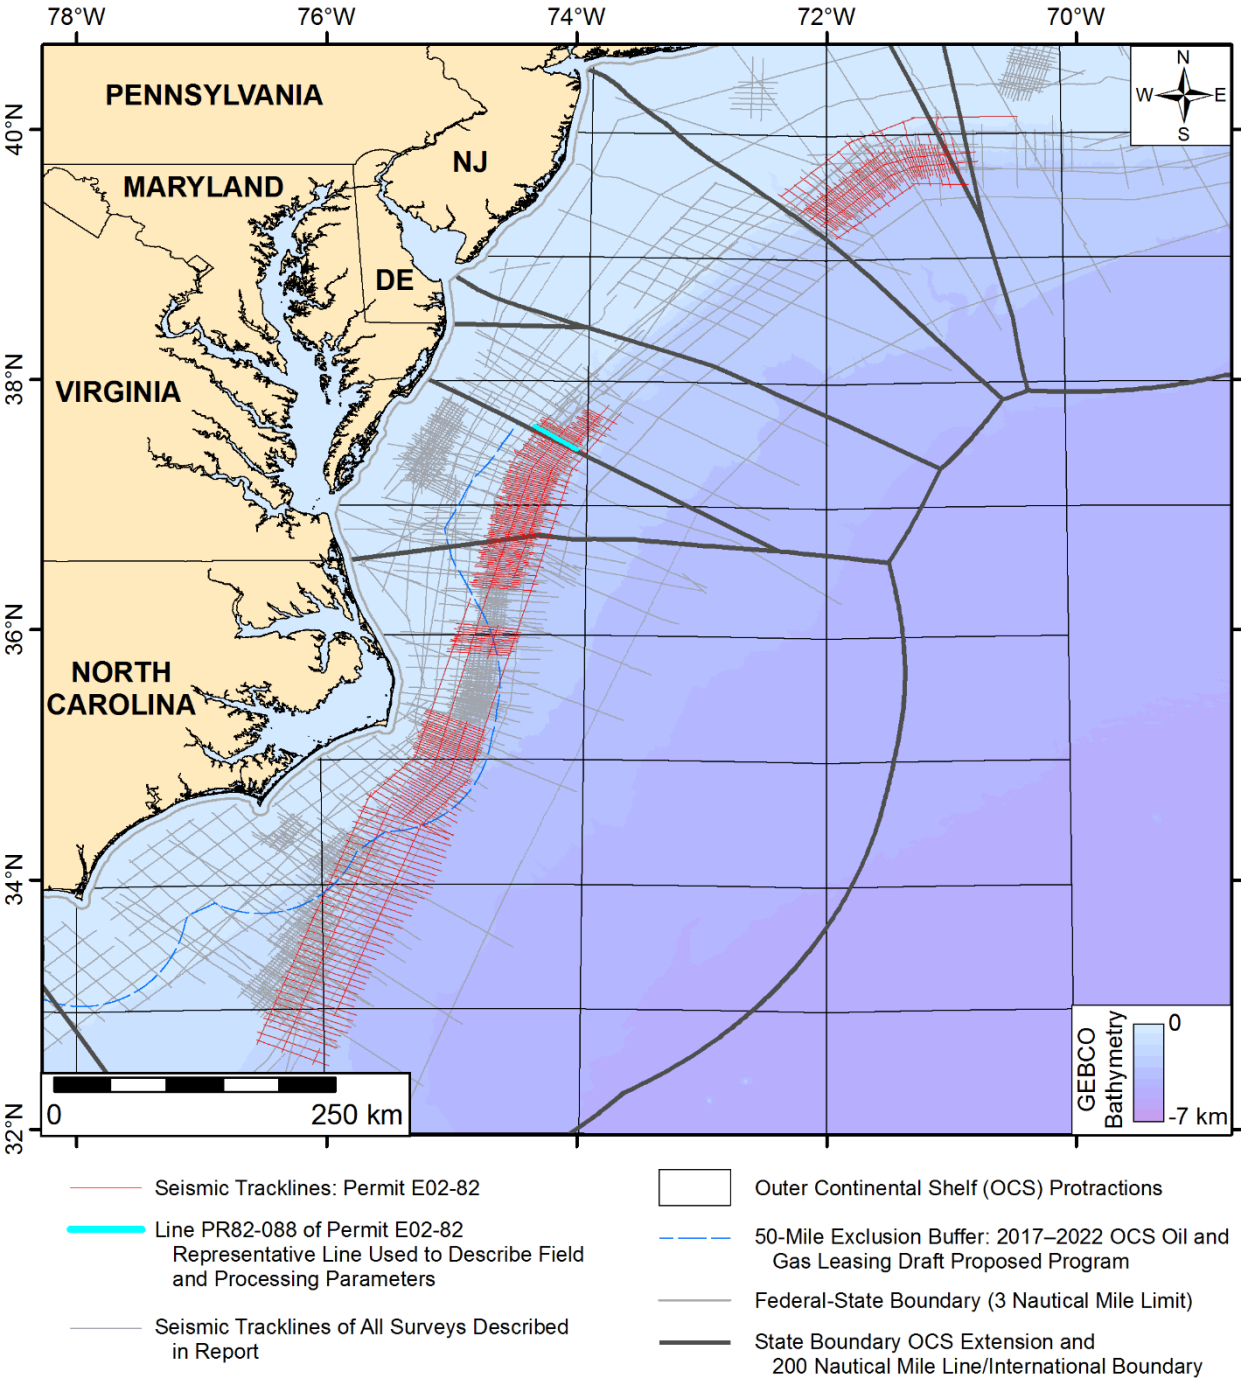 78°W 76°W 74°W 72°W 70°W
N
W E
S
40°N
38°N
36°N
34°N
32°N
PENNSYLVANIA
MARYLAND
NJ
DE
VIRGINIA
NORTH
CAROLINA
0 250 km
GEBCO
Bathymetry
0
-7 km
Seismic Tracklines: Permit E02-82
Line PR82-088 of Permit E02-82
Representative Line Used to Describe Field
and Processing Parameters
Seismic Tracklines of All Surveys Described
in Report
Outer Continental Shelf (OCS) Protractions
50-Mile Exclusion Buffer: 2017–2022 OCS Oil and
Gas Leasing Draft Proposed Program
Federal-State Boundary (3 Nautical Mile Limit)
State Boundary OCS Extension and
200 Nautical Mile Line/International Boundary